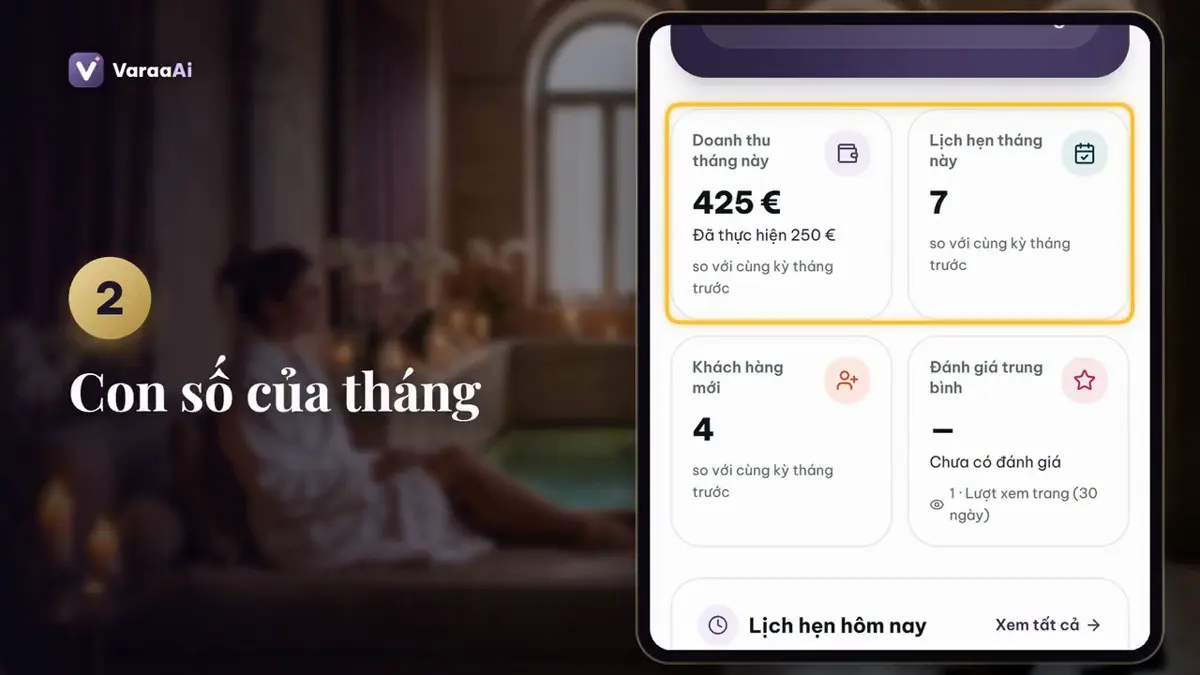 VaraaAi
2
Con số của tháng
Doanh thu
tháng này
425 €
Đã thực hiện 250 €
so với cùng kỳ tháng
trước
Lịch hẹn tháng
này
7
so với cùng kỳ tháng
trước
Khách hàng
mới
4
so với cùng kỳ tháng
trước
Đánh giá trung
bình
—
Chưa có đánh giá
1 · Lượt xem trang (30
ngày)
Lịch hẹn hôm nay
Xem tất cả →